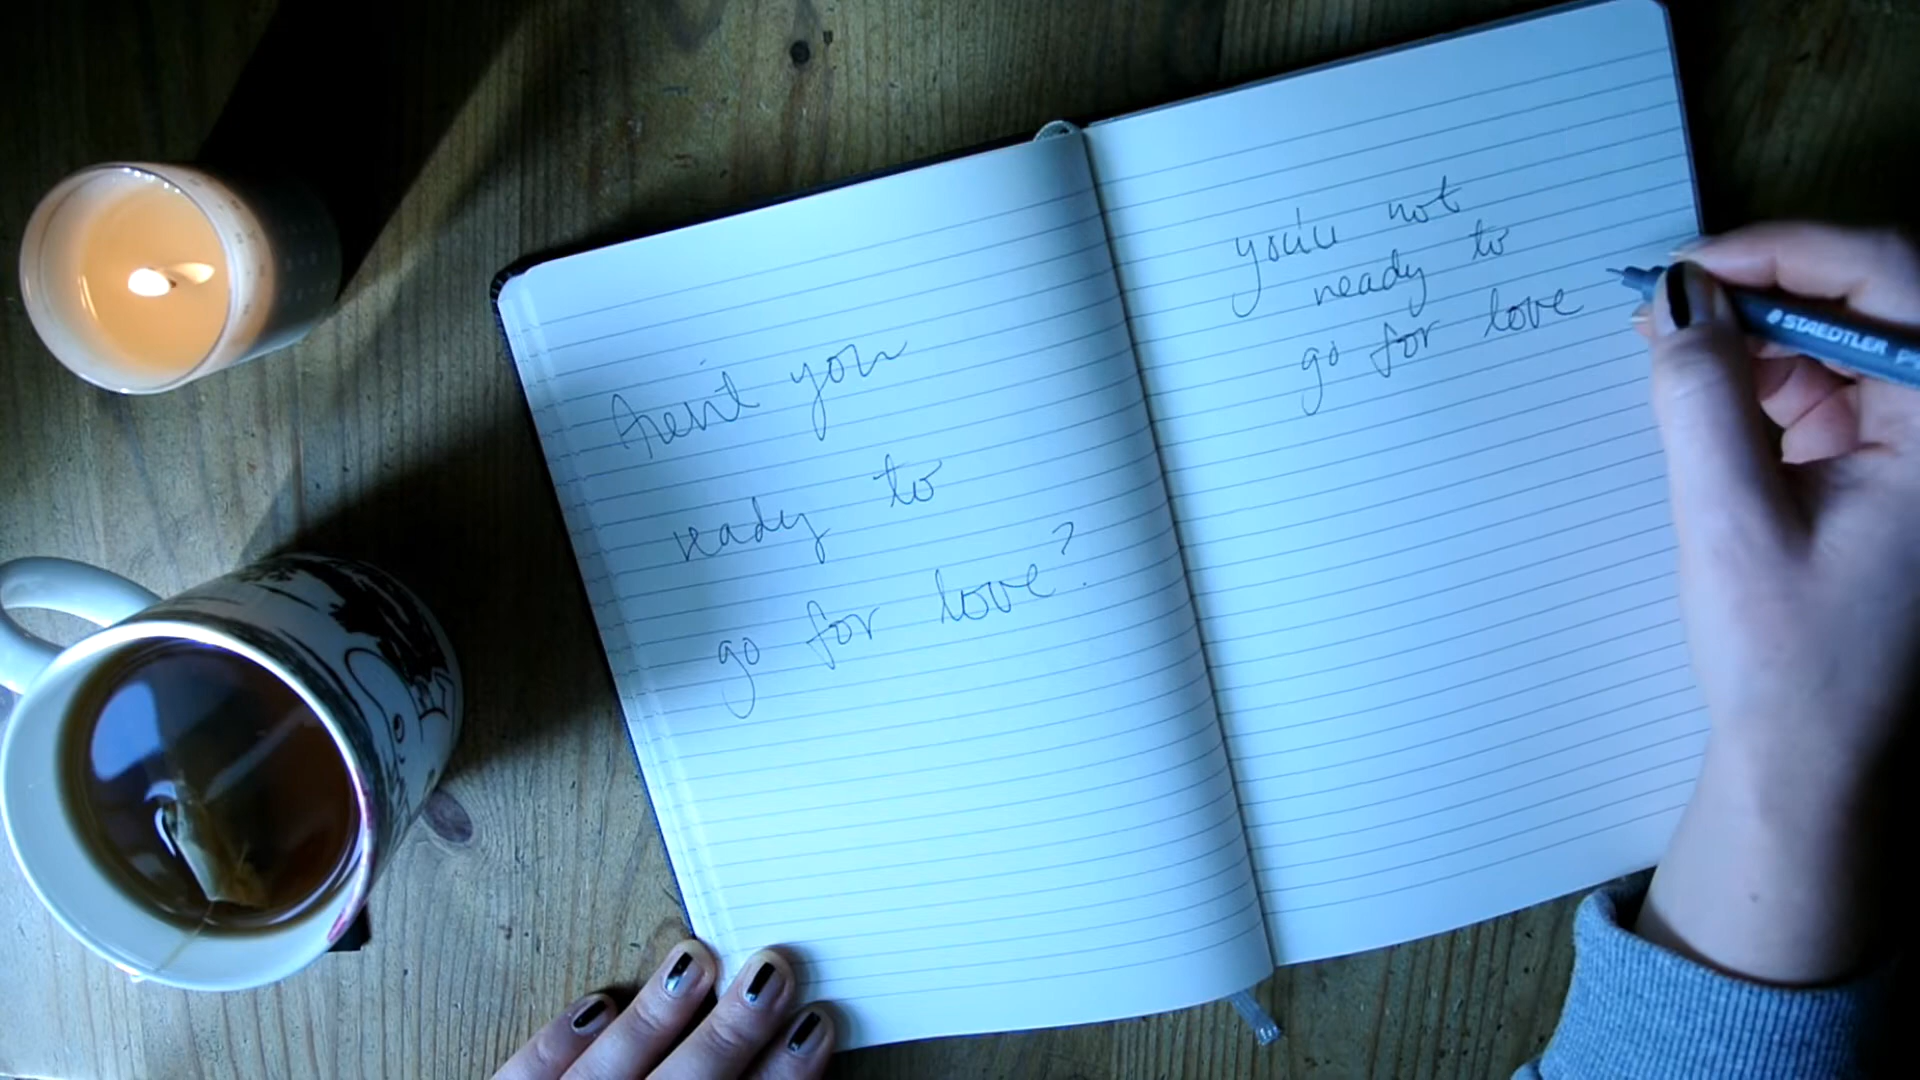 Aren't you
ready to
go for love?
you're not
ready to
go for love
STAEDTLER